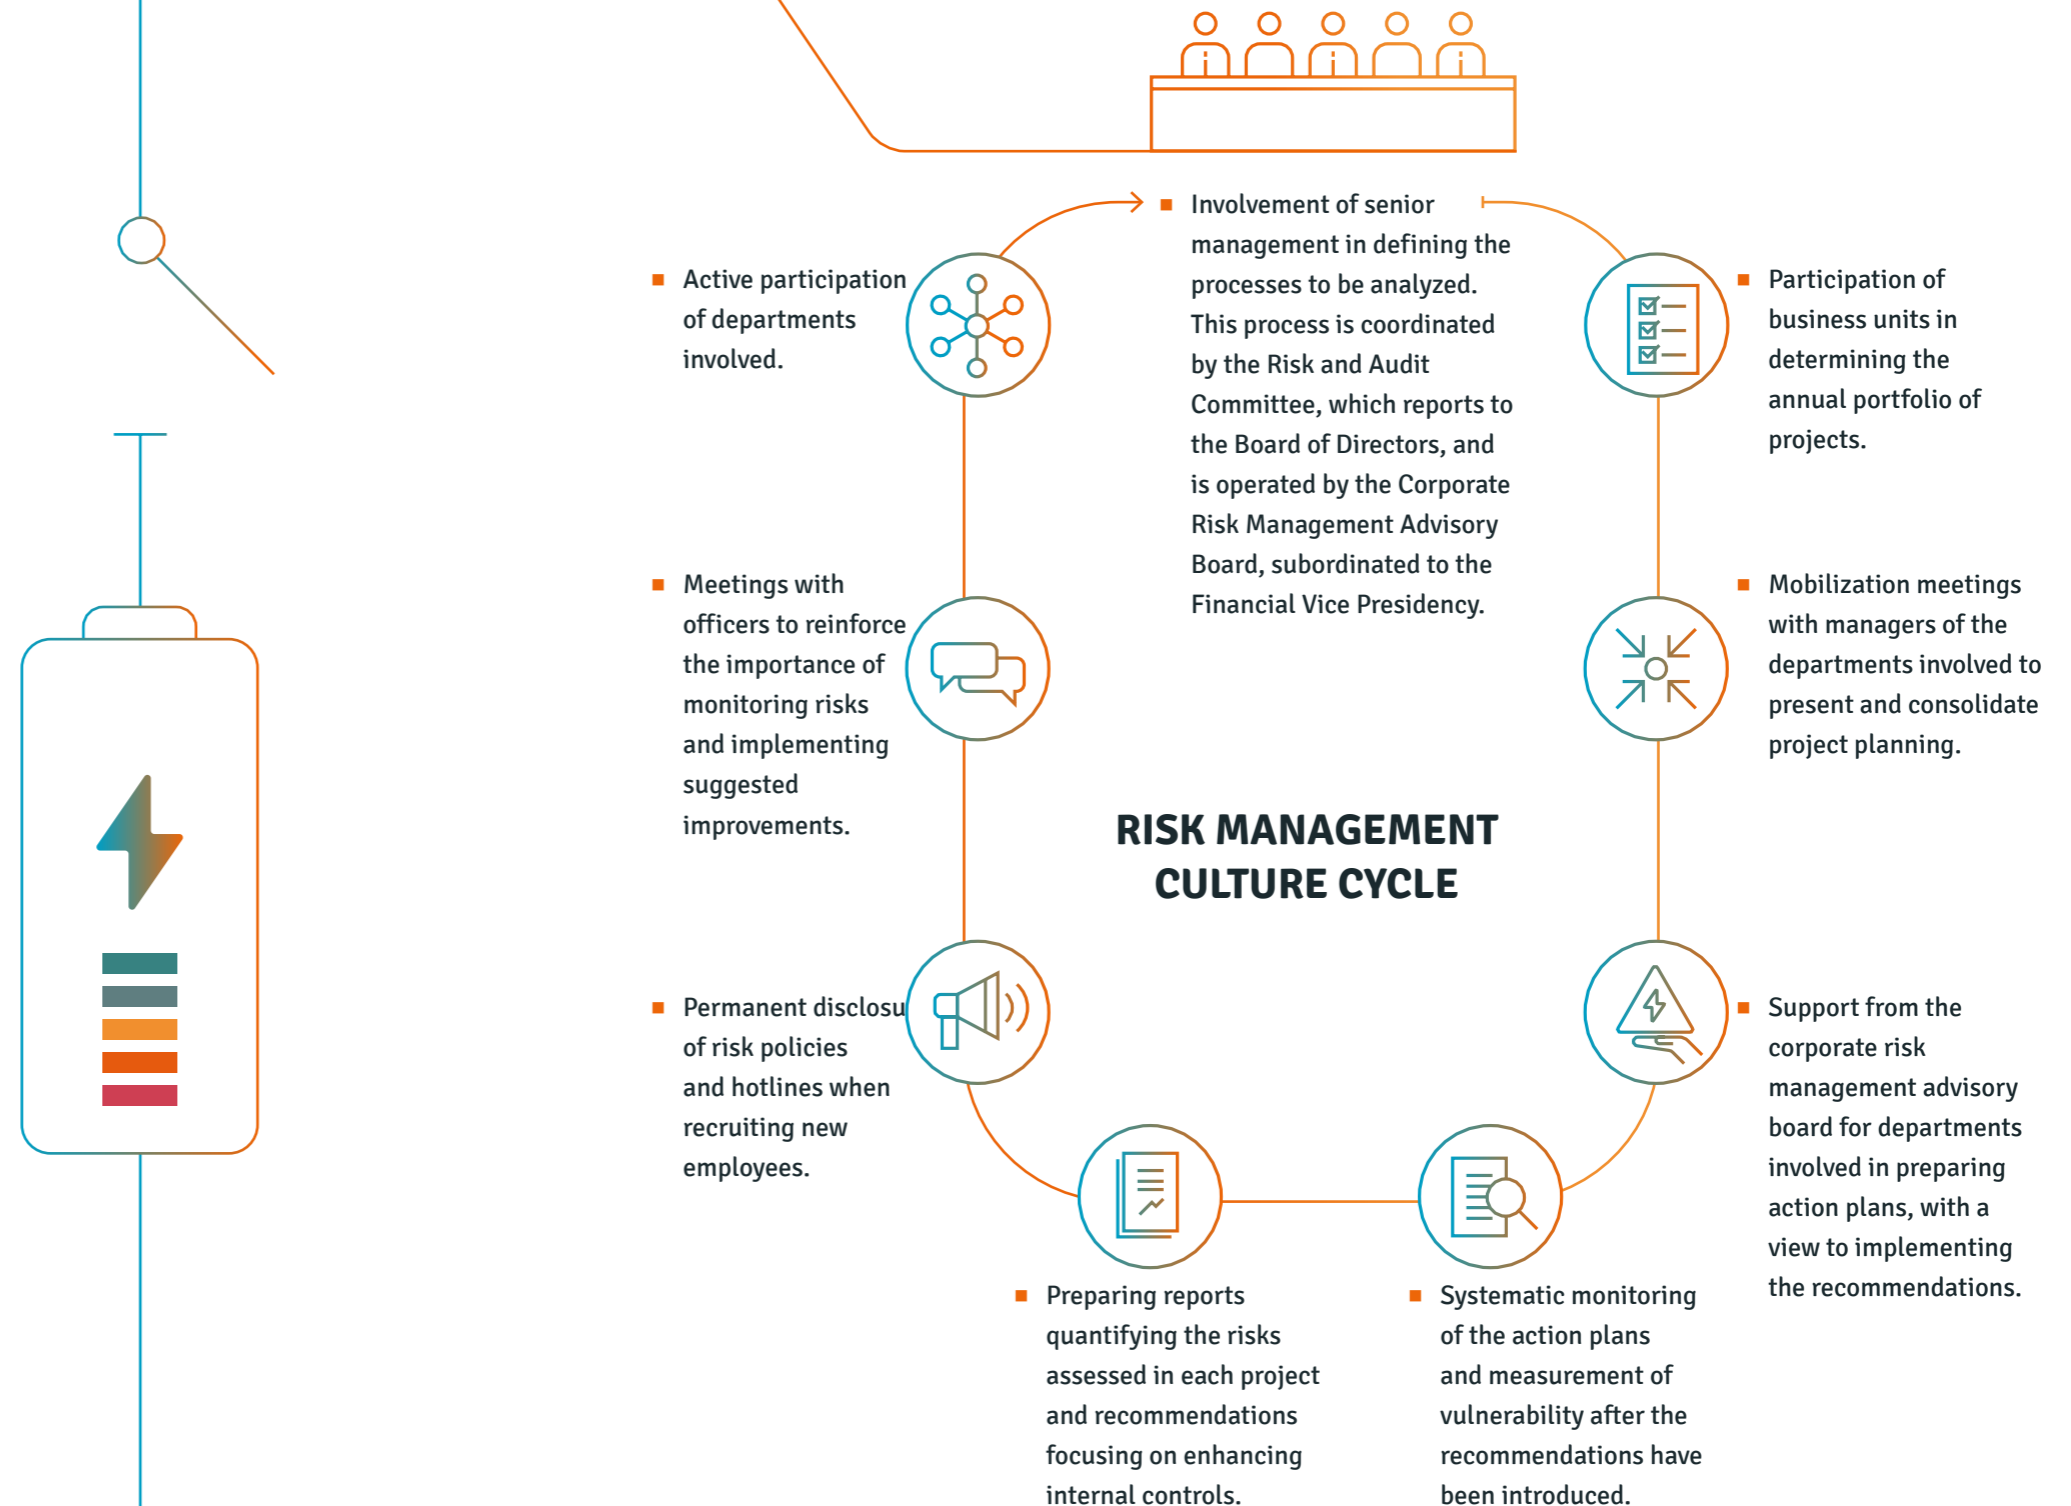 Involvement of senior
management in defining the
processes to be analyzed.
This process is coordinated
by the Risk and Audit
Committee, which reports to
the Board of Directors, and
is operated by the Corporate
Risk Management Advisory
Board, subordinated to the
Financial Vice Presidency.
Participation of
business units in
determining the
annual portfolio of
projects.
Mobilization meetings
with managers of the
departments involved to
present and consolidate
project planning.
Support from the
corporate risk
management advisory
board for departments
involved in preparing
action plans, with a
view to implementing
the recommendations.
Systematic monitoring
of the action plans
and measurement of
vulnerability after the
recommendations have
been introduced.
Preparing reports
quantifying the risks
assessed in each project
and recommendations
focusing on enhancing
internal controls.
Permanent disclosu
of risk policies
and hotlines when
recruiting new
employees.
Meetings with
officers to reinforce
the importance of
monitoring risks
and implementing
suggested
improvements.
Active participation
of departments
involved.
RISK MANAGEMENT
CULTURE CYCLE